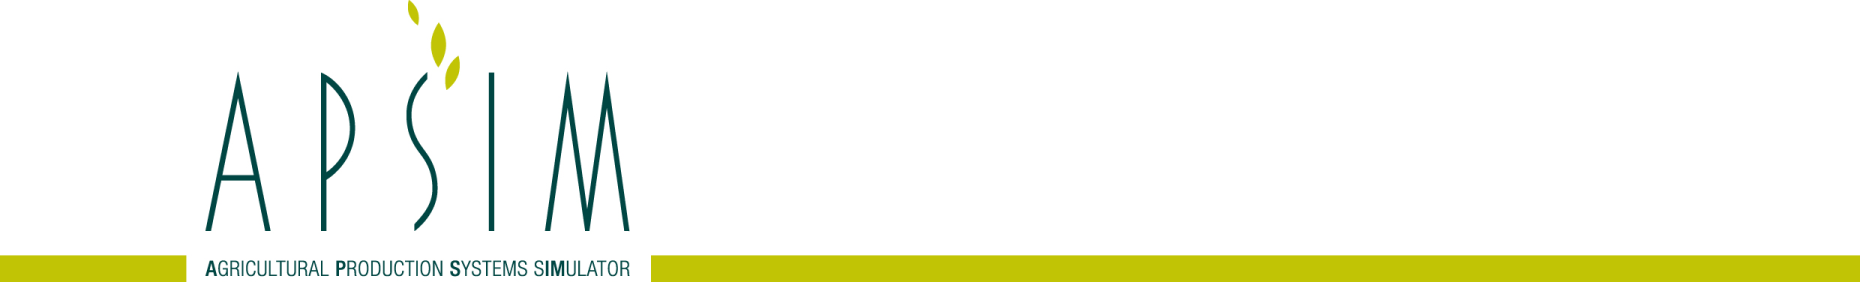 APSIM
AGRICULTURAL PRODUCTION SYSTEMS SIMULATOR